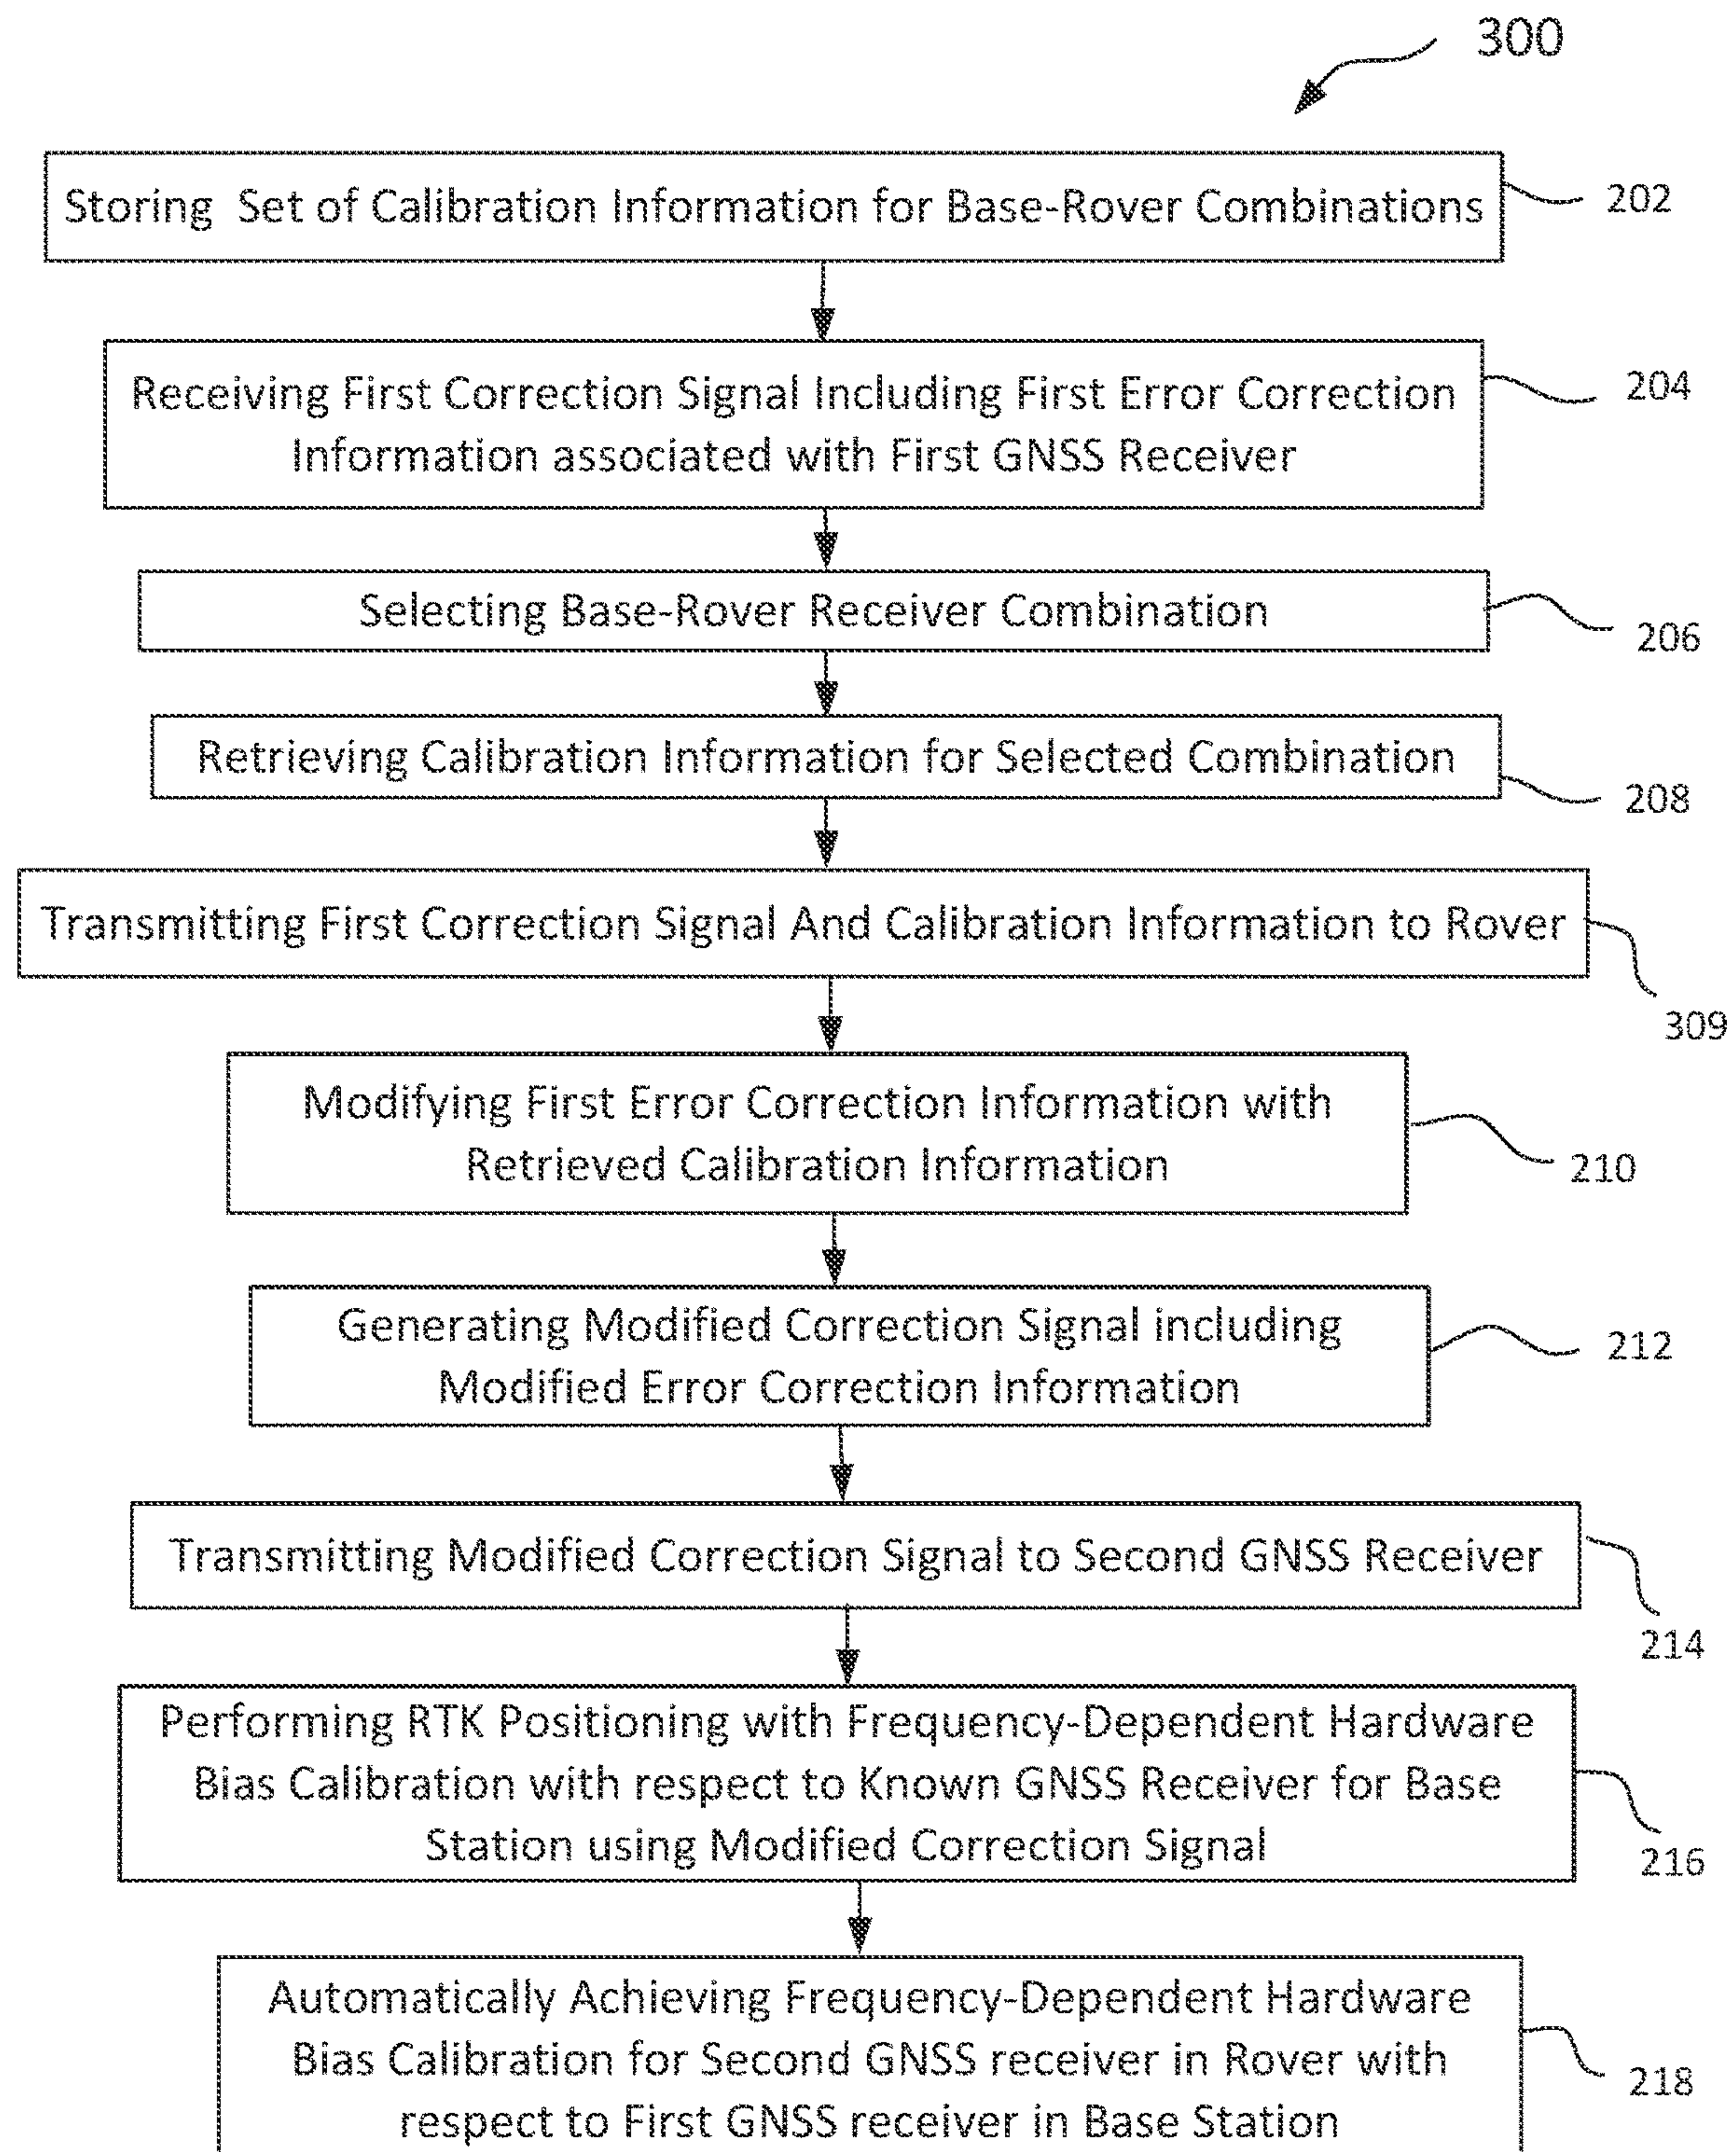 300
Storing Set of Calibration Information for Base-Rover Combinations
202
Receiving First Correction Signal Including First Error Correction
Information associated with First GNSS Receiver
204
Selecting Base-Rover Receiver Combination
206
Retrieving Calibration Information for Selected Combination
208
Transmitting First Correction Signal And Calibration Information to Rover
309
Modifying First Error Correction Information with
Retrieved Calibration Information
210
Generating Modified Correction Signal including
Modified Error Correction Information
212
Transmitting Modified Correction Signal to Second GNSS Receiver
214
Performing RTK Positioning with Frequency-Dependent Hardware
Bias Calibration with respect to Known GNSS Receiver for Base
Station using Modified Correction Signal
216
Automatically Achieving Frequency-Dependent Hardware
Bias Calibration for Second GNSS receiver in Rover with
respect to First GNSS receiver in Base Station
218